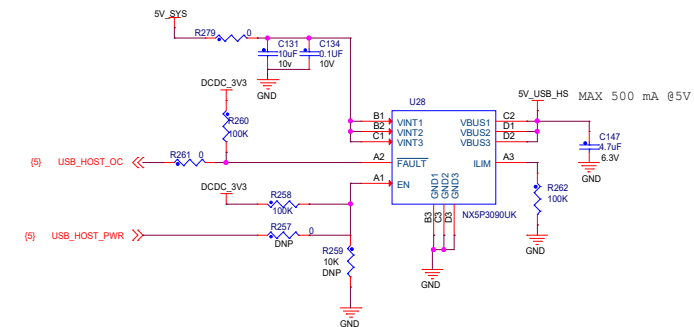 5V_SYS
R279 0
C131 C134
10uF 0.1UF
10v 10V
GND
DCDC_3V3
U28
5V_USB_HS MAX 500 mA @5V
R260
100K
B1 VINT1 VBUS1 C2
B2 VINT2 VBUS2 D1
C1 VINT3 VBUS3 D2
C147
4.7uF
6.3V
GND
{5} USB_HOST_OC R261 0
A2 FAULT ILIM A3
DCDC_3V3
A1 EN
R258
100K
GND1 GND2 GND3
R262
100K
NX5P3090UK
B3 C3 D3
{5} USB_HOST_PWR R257 0
DNP
R259
10K
DNP
GND
GND
GND